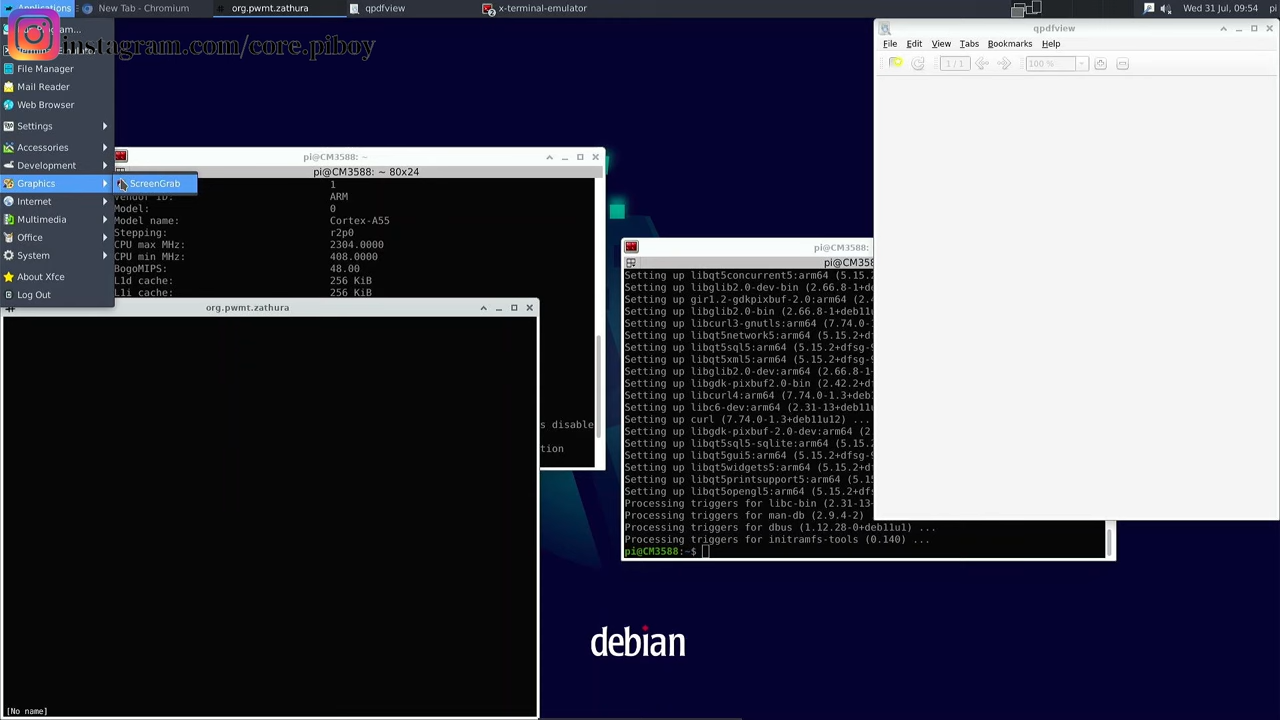 Applications
New Tab - Chromium
org.pwmt.zathura
qpdfview
2
x-terminal-emulator
Wed 31 Jul, 09:54
pi
instagram.com/core.piboy
File Manager
Mail Reader
Web Browser
Settings
Accessories
Development
Graphics
ScreenGrab
Internet
Multimedia
Office
System
About Xfce
Log Out
pi@CM3588: ~
pi@CM3588: ~ 80x24
1
Vendor ID: ARM
Model: 0
Model name: Cortex-A55
Stepping: r2p0
CPU max MHz: 2304.0000
CPU min MHz: 408.0000
BogoMIPS: 48.00
L1d cache: 256 KiB
L1i cache: 256 KiB
s disable
tion
org.pwmt.zathura
[No name]
pi@CM3588:
pi@CM358
Setting up libqt5concurrent5:arm64 (5.15.
Setting up libglib2.0-dev-bin (2.66.8-1+d
Setting up gir1.2-gdkpixbuf-2.0:arm64 (2.
Setting up libglib2.0-bin (2.66.8-1+deb11
Setting up libcurl3-gnutls:arm64 (7.74.0-
Setting up libqt5network5:arm64 (5.15.2+d
Setting up libqt5sql5:arm64 (5.15.2+dfsg-
Setting up libqt5xml5:arm64 (5.15.2+dfsg-
Setting up libglib2.0-dev:arm64 (2.66.8-1
Setting up libgdk-pixbuf2.0-bin (2.42.2+d
Setting up libcurl4:arm64 (7.74.0-1.3+deb
Setting up libc6-dev:arm64 (2.31-13+deb11
Setting up curl (7.74.0-1.3+deb11u12) ...
Setting up libgdk-pixbuf-2.0-dev:arm64 (2
Setting up libqt5sql5-sqlite:arm64 (5.15.
Setting up libqt5gui5:arm64 (5.15.2+dfsg-
Setting up libqt5widgets5:arm64 (5.15.2+d
Setting up libqt5printsupport5:arm64 (5.1
Setting up libqt5opengl5:arm64 (5.15.2+df
Processing triggers for libc-bin (2.31-13
Processing triggers for man-db (2.9.4-2)
Processing triggers for dbus (1.12.28-0+deb11u1) ...
Processing triggers for initramfs-tools (0.140) ...
pi@CM3588:~$
qpdfview
File Edit View Tabs Bookmarks Help
1 / 1
100 %
debian